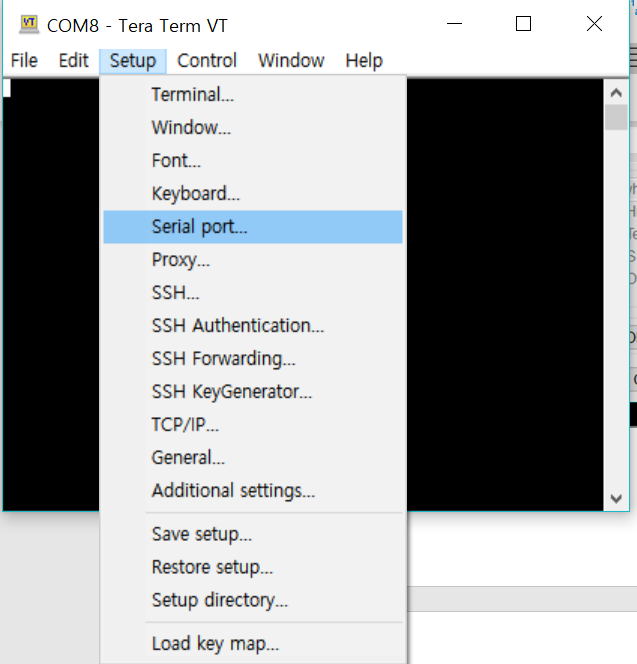 COM8 - Tera Term VT
File Edit Setup Control Window Help
Terminal...
Window...
Font...
Keyboard...
Serial port...
Proxy...
SSH...
SSH Authentication...
SSH Forwarding...
SSH KeyGenerator...
TCP/IP...
General...
Additional settings...
Save setup...
Restore setup...
Setup directory...
Load key map...